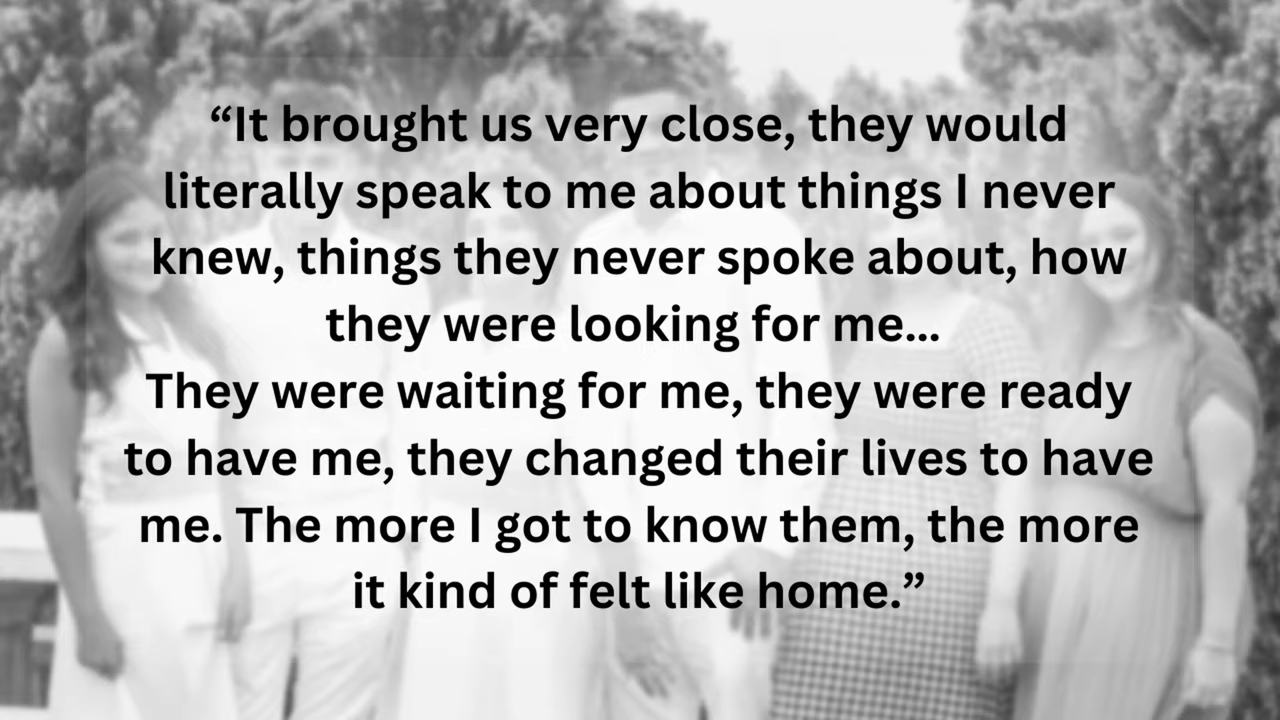 “It brought us very close, they would
literally speak to me about things I never
knew, things they never spoke about, how
they were looking for me...
They were waiting for me, they were ready
to have me, they changed their lives to have
me. The more I got to know them, the more
it kind of felt like home.”